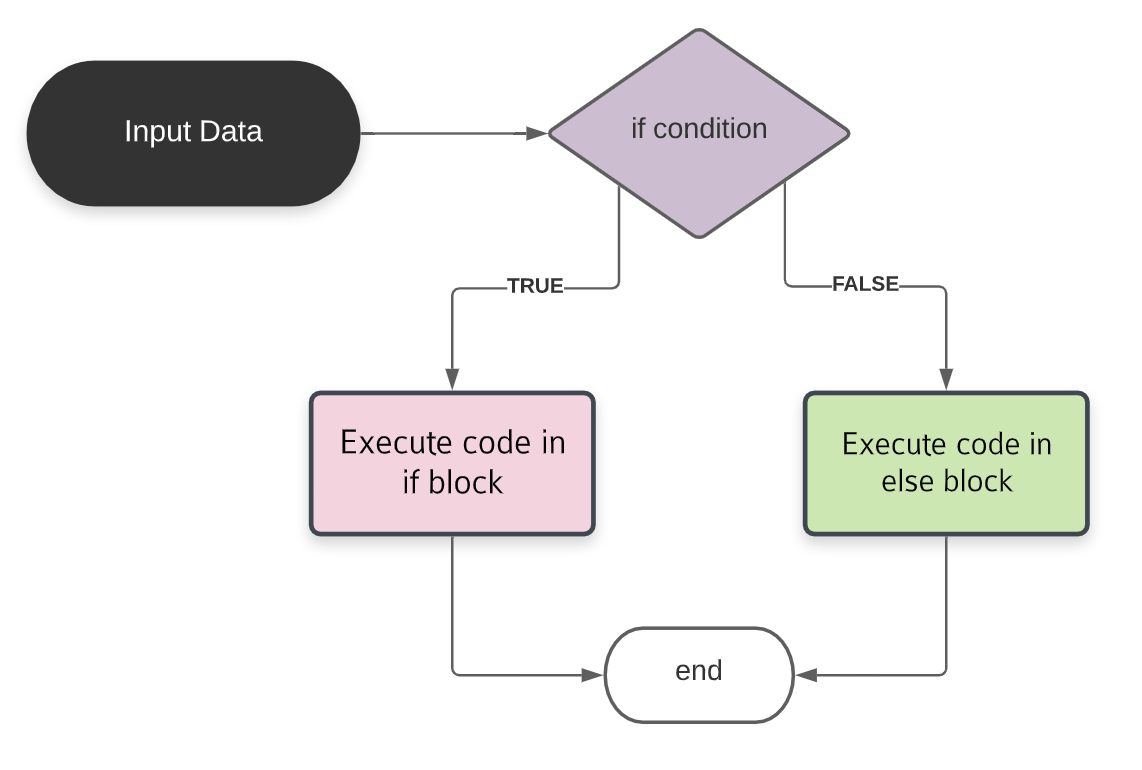 Input Data
if condition
TRUE
FALSE
Execute code in
if block
Execute code in
else block
end